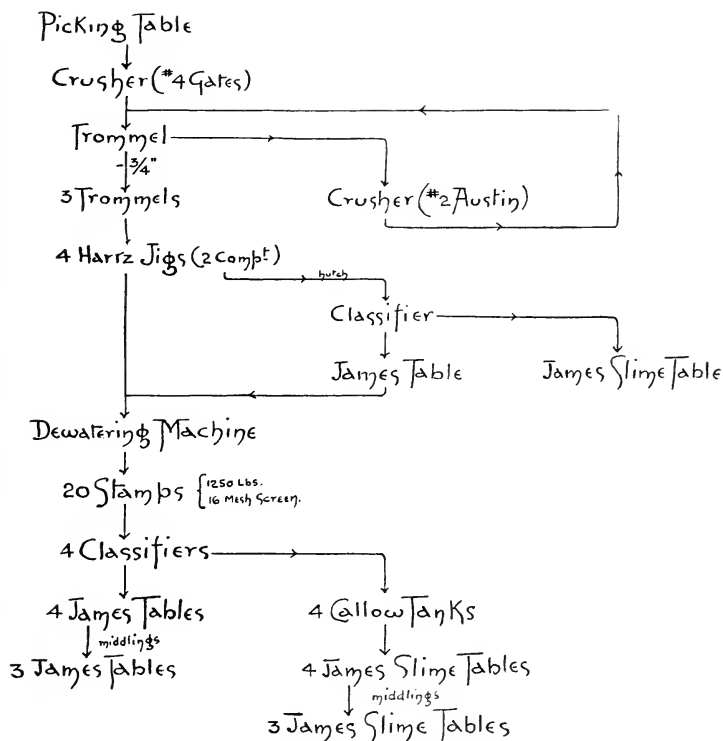 Picking Table
Crusher (#4 Gates)
Trommel
- 3/4"
3 Trommels
Crusher (#2 Austin)
4 Harrz Jigs (2 Compt)
hutch
Classifier
James Table
James Slime Table
Dewatering Machine
20 Stamps { 1250 Lbs.
16 Mesh Screen.
4 Classifiers
4 James Tables
4 Callow Tanks
middlings
3 James Tables
4 James Slime Tables
middlings
3 James Slime Tables